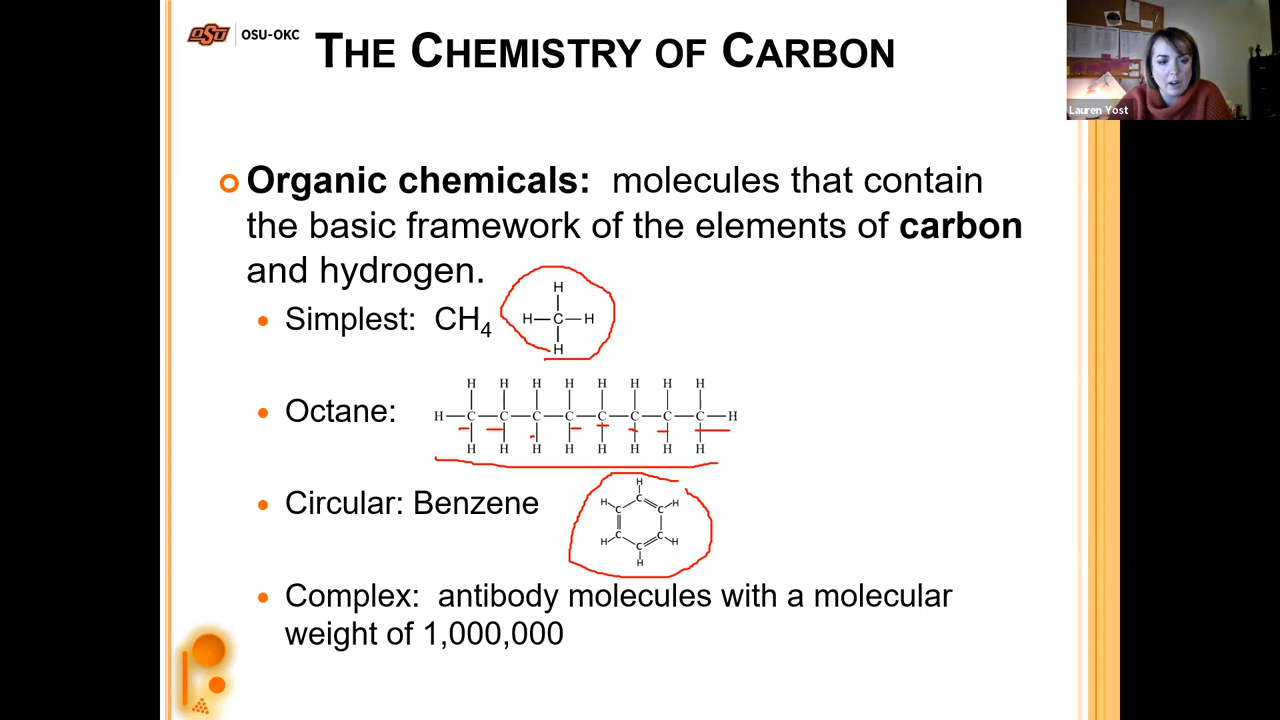 OSU OSU-OKC
THE CHEMISTRY OF CARBON
Lauren Yost
Organic chemicals: molecules that contain
the basic framework of the elements of carbon
and hydrogen.
Simplest: CH4
H
H—C—H
H
Octane:
H H H H H H H H
H—C—C—C—C—C—C—C—C—H
H H H H H H H H
Circular: Benzene
H
H C H
C C
C C
H C H
H
Complex: antibody molecules with a molecular
weight of 1,000,000